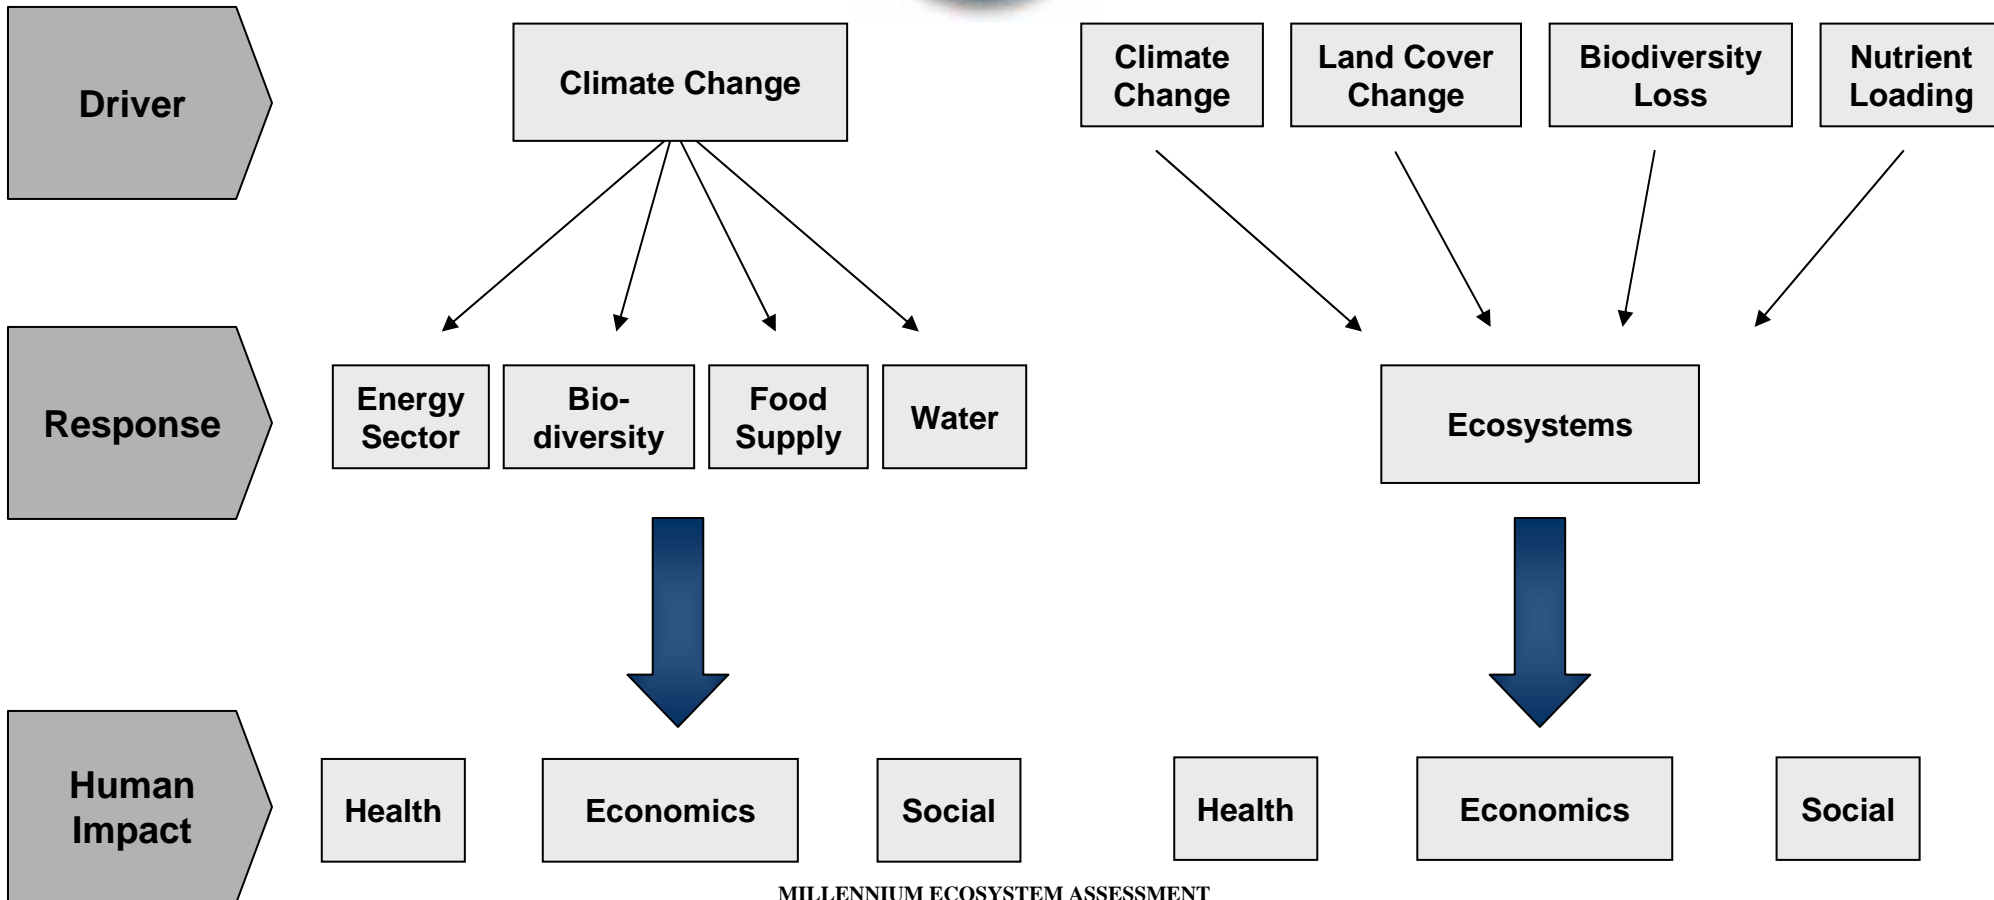 Driver
Climate Change
Climate
Change
Land Cover
Change
Biodiversity
Loss
Nutrient
Loading
Response
Energy
Sector
Bio-
diversity
Food
Supply
Water
Ecosystems
Human
Impact
Health
Economics
Social
Health
Economics
Social
MILLENNIUM ECOSYSTEM ASSESSMENT